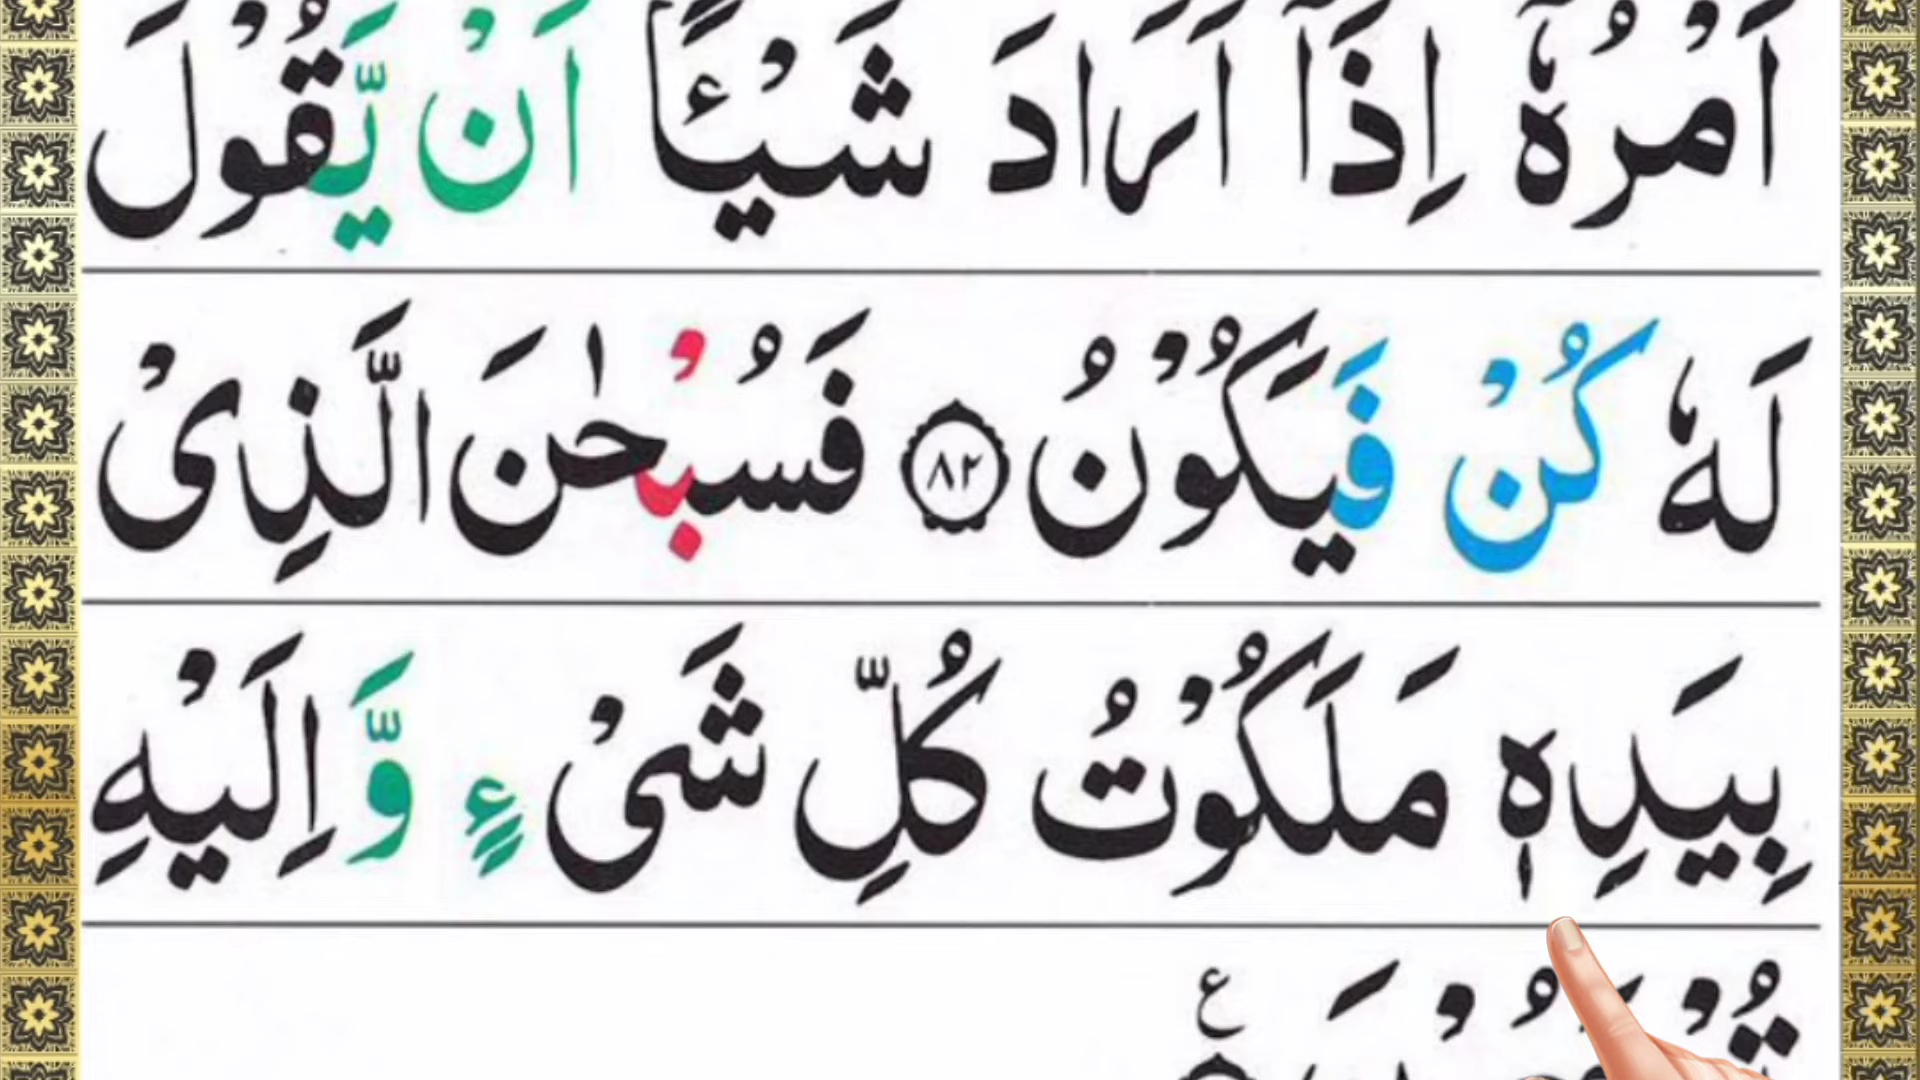 اَمْرُهٗۤ اِذَاۤ اَرَادَ شَيْـًٔا اَنْ يَّقُوْلَ
لَهٗ كُنْ فَيَكُوْنُ ﴿٨٢﴾ فَسُبْحٰنَ الَّذِیْ
بِيَدِهٖ مَلَكُوْتُ كُلِّ شَیْءٍ وَّ اِلَيْهِ